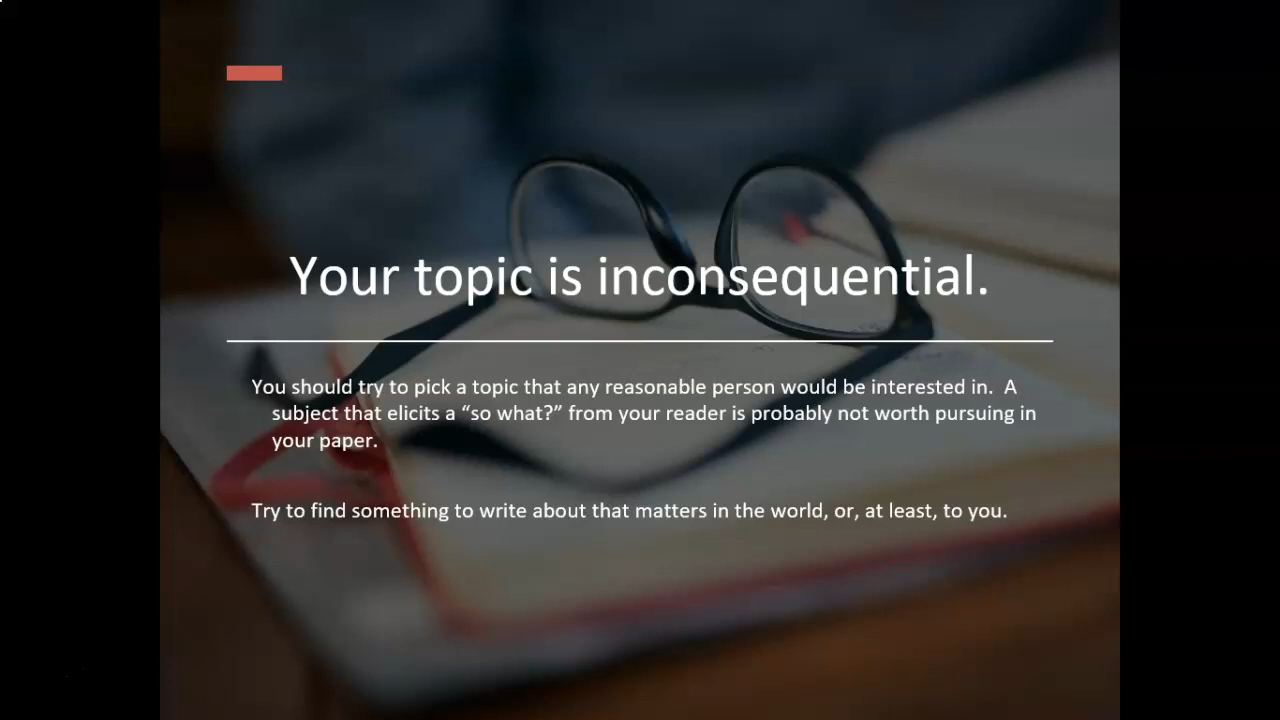 Your topic is inconsequential.
You should try to pick a topic that any reasonable person would be interested in.  A
subject that elicits a “so what?” from your reader is probably not worth pursuing in
your paper.
Try to find something to write about that matters in the world, or, at least, to you.